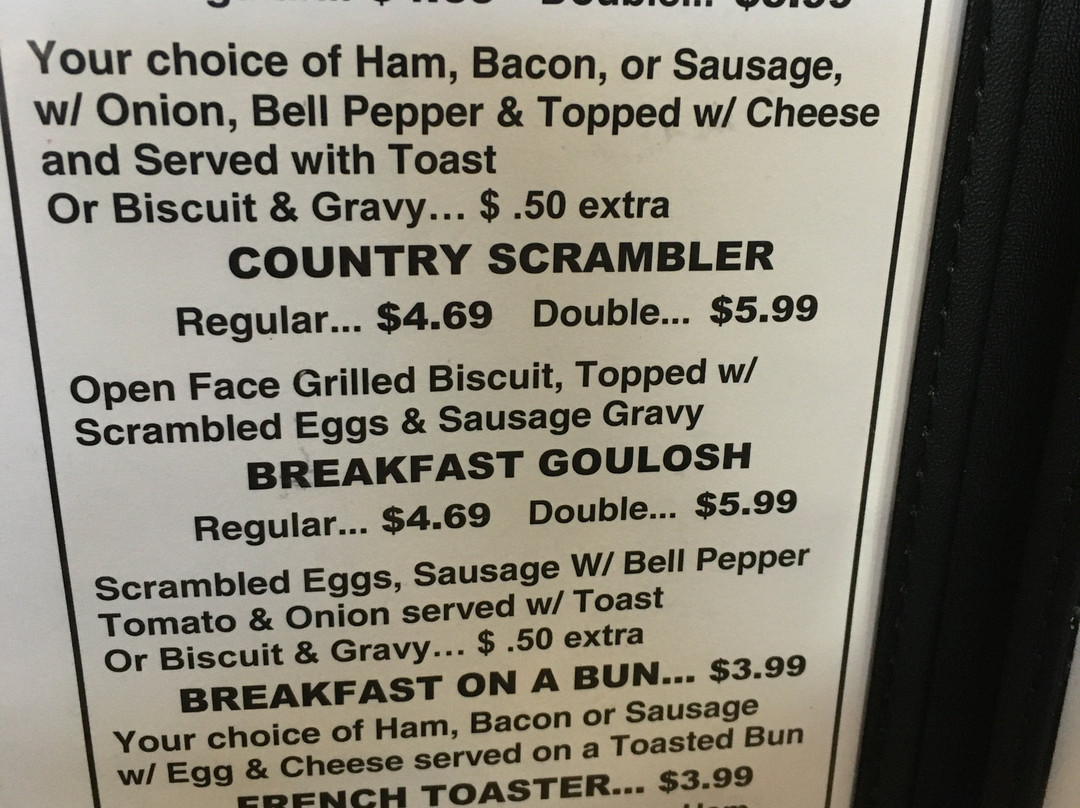 Your choice of Ham, Bacon, or Sausage,
w/ Onion, Bell Pepper & Topped w/ Cheese
and Served with Toast
Or Biscuit & Gravy... $ .50 extra
COUNTRY SCRAMBLER
Regular... $4.69 Double... $5.99
Open Face Grilled Biscuit, Topped w/
Scrambled Eggs & Sausage Gravy
BREAKFAST GOULOSH
Regular... $4.69 Double... $5.99
Scrambled Eggs, Sausage W/ Bell Pepper
Tomato & Onion served w/ Toast
Or Biscuit & Gravy... $ .50 extra
BREAKFAST ON A BUN... $3.99
Your choice of Ham, Bacon or Sausage
w/ Egg & Cheese served on a Toasted Bun
FRENCH TOASTER... $3.99